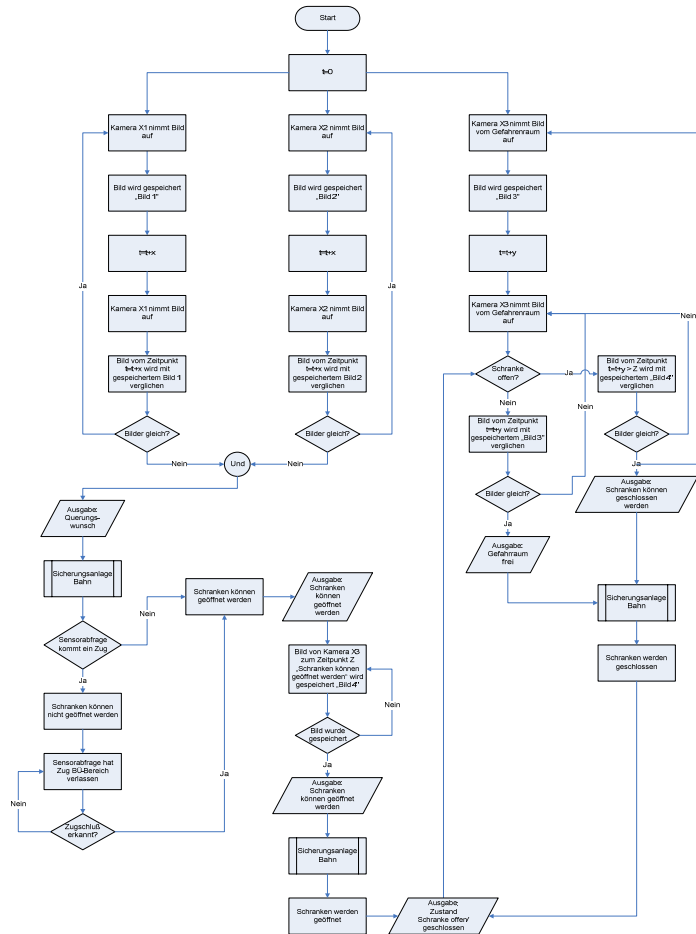 Start
t=0
Kamera X1 nimmt Bild
auf
Kamera X2 nimmt Bild
auf
Kamera X3 nimmt Bild
vom Gefahrenraum
auf
Bild wird gespeichert
„Bild 1“
Bild wird gespeichert
„Bild 2“
Bild wird gespeichert
„Bild 3“
t=t+x
t=t+x
t=t+y
Ja
Ja
Kamera X1 nimmt Bild
auf
Kamera X2 nimmt Bild
auf
Kamera X3 nimmt Bild
vom Gefahrenraum
auf
Nein
Bild vom Zeitpunkt
t=t+x wird mit
gespeichertem Bild 1
verglichen
Bild vom Zeitpunkt
t=t+x wird mit
gespeichertem Bild 2
verglichen
Schranke
offen?
Ja
Bild vom Zeitpunkt
t=t+y > Z wird mit
gespeichertem „Bild 4“
verglichen
Nein
Nein
Bilder gleich?
Bilder gleich?
Bild vom Zeitpunkt
t=t+y wird mit
gespeichertem „Bild 3“
verglichen
Bilder gleich?
Nein
Und
Nein
Ja
Bilder gleich?
Ausgabe:
Schranken können
geschlossen
werden
Ausgabe:
Querungs-
wunsch
Ja
Ausgabe:
Gefahrraum
frei
Sicherungsanlage
Bahn
Schranken können
geöffnet werden
Ausgabe:
Schranken
können
geöffnet
werden
Sicherungsanlage
Bahn
Nein
Sensorabfrage
kommt ein Zug
Bild von Kamera X3
zum Zeitpunkt Z
„Schranken können
geöffnet werden“ wird
gespeichert „Bild 4“
Schranken werden
geschlossen
Ja
Schranken können
nicht geöffnet werden
Nein
Bild wurde
gespeichert
Ja
Sensorabfrage hat
Zug BÜ-Bereich
verlassen
Ja
Ausgabe:
Schranken
können geöffnet
werden
Nein
Zugschluß
erkannt?
Sicherungsanlage
Bahn
Schranken werden
geöffnet
Ausgabe:
Zustand
Schranke offen/
geschlossen